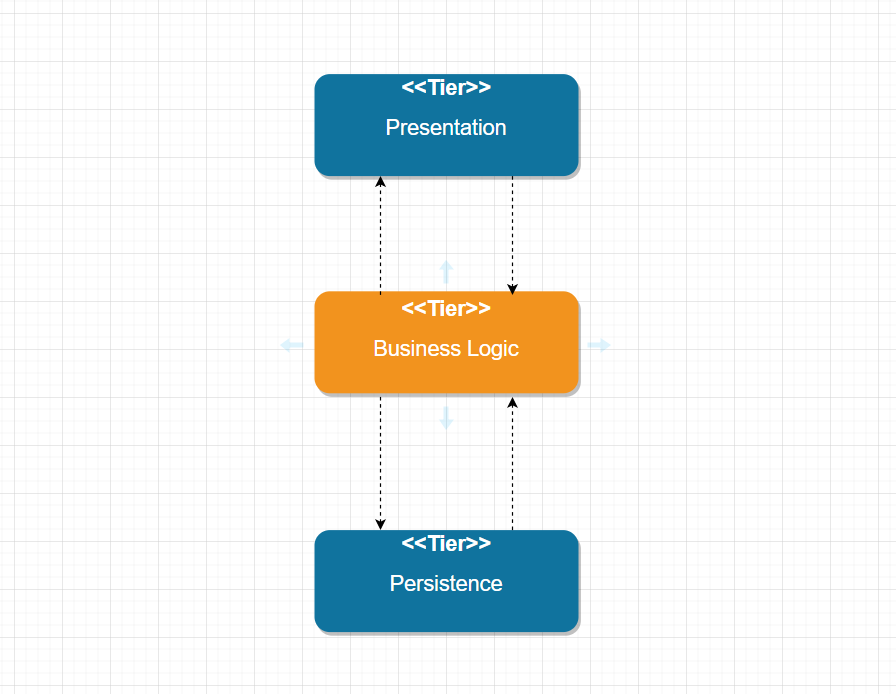 <<Tier>>
Presentation
<<Tier>>
Business Logic
<<Tier>>
Persistence